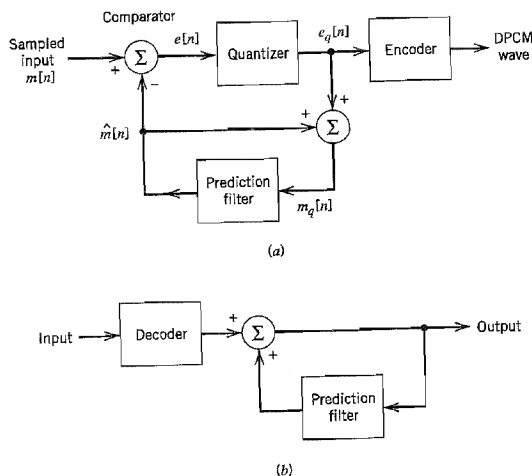 Comparator
Sampled input m[n]
+
Σ
−
e[n]
Quantizer
e_q[n]
Encoder
DPCM wave
m̂[n]
+
+
Σ
Prediction filter
m_q[n]
(a)
Input
Decoder
+
Σ
+
Output
Prediction filter
(b)